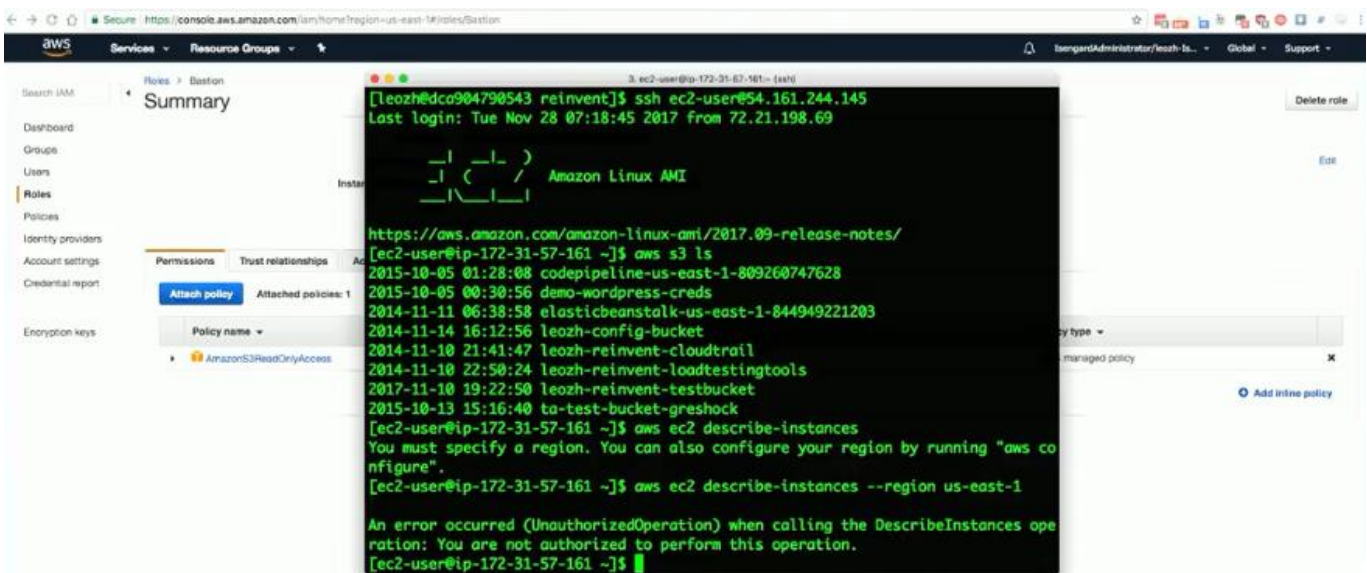 Secure https://console.aws.amazon.com/iam/home?region=us-east-1#/roles/Bastion
aws Services Resource Groups IsengardAdministrator/leozh-Is... Global Support
Search IAM
Dashboard
Groups
Users
Roles
Policies
Identity providers
Account settings
Credential report
Encryption keys
Roles > Bastion
Summary
Delete role
Edit
Instan
Permissions Trust relationships Ac
Attach policy Attached policies: 1
Policy name
cy type
AmazonS3ReadOnlyAccess
managed policy
Add inline policy
3. ec2-user@ip-172-31-57-161:~ (ssh)
[leozh@dca904790543 reinvent]$ ssh ec2-user@54.161.244.145
Last login: Tue Nov 28 07:18:45 2017 from 72.21.198.69
__| __|_ )
_| ( / Amazon Linux AMI
___|\___|___|
https://aws.amazon.com/amazon-linux-ami/2017.09-release-notes/
[ec2-user@ip-172-31-57-161 ~]$ aws s3 ls
2015-10-05 01:28:08 codepipeline-us-east-1-809260747628
2015-10-05 00:30:56 demo-wordpress-creds
2014-11-11 06:38:58 elasticbeanstalk-us-east-1-844949221203
2014-11-14 16:12:56 leozh-config-bucket
2014-11-10 21:41:47 leozh-reinvent-cloudtrail
2014-11-10 22:50:24 leozh-reinvent-loadtestingtools
2017-11-10 19:22:50 leozh-reinvent-testbucket
2015-10-13 15:16:40 ta-test-bucket-greshock
[ec2-user@ip-172-31-57-161 ~]$ aws ec2 describe-instances
You must specify a region. You can also configure your region by running "aws co
nfigure".
[ec2-user@ip-172-31-57-161 ~]$ aws ec2 describe-instances --region us-east-1
An error occurred (UnauthorizedOperation) when calling the DescribeInstances ope
ration: You are not authorized to perform this operation.
[ec2-user@ip-172-31-57-161 ~]$